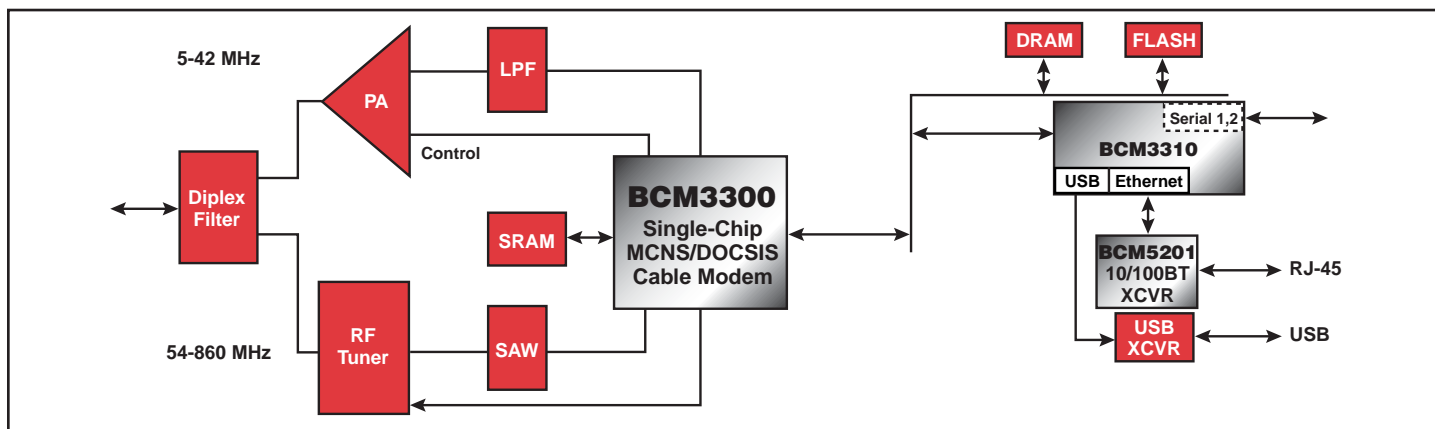 5-42 MHz
PA
LPF
Control
Diplex
Filter
SRAM
BCM3300
Single-Chip
MCNS/DOCSIS
Cable Modem
54-860 MHz
RF
Tuner
SAW
DRAM
FLASH
Serial 1,2
BCM3310
USB
Ethernet
BCM5201
10/100BT
XCVR
RJ-45
USB
XCVR
USB